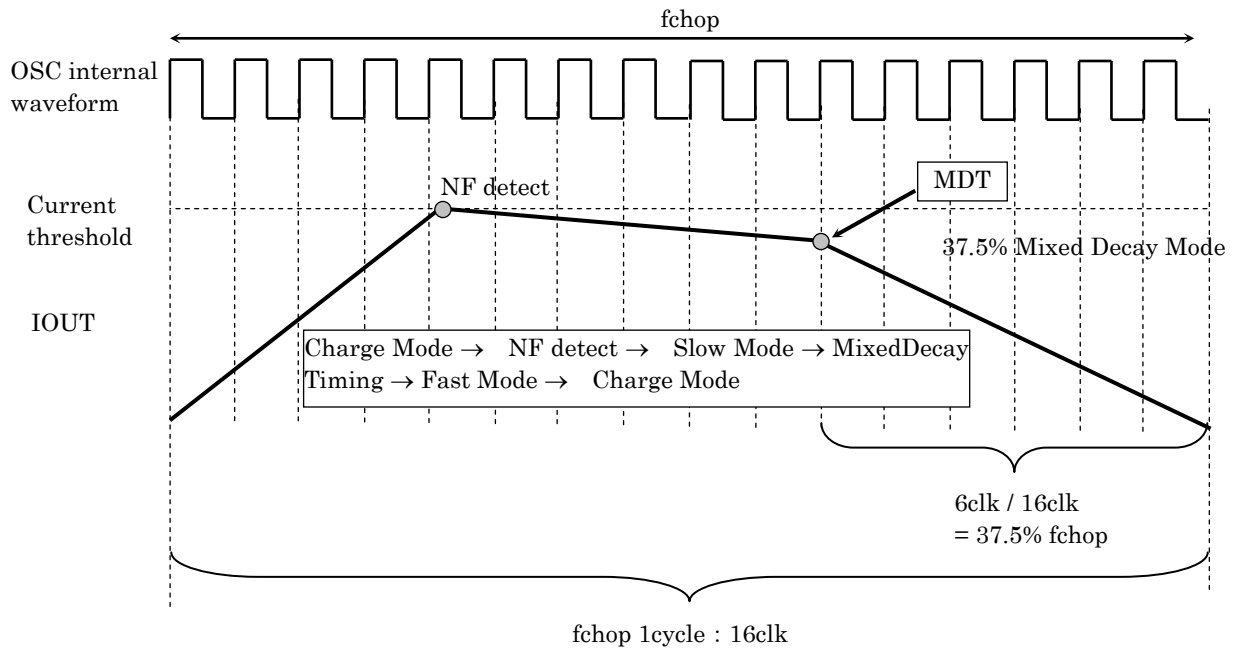 fchop
OSC internal
waveform
NF detect
MDT
Current
threshold
37.5% Mixed Decay Mode
IOUT
Charge Mode → NF detect → Slow Mode → MixedDecay
Timing → Fast Mode → Charge Mode
6clk / 16clk
= 37.5% fchop
fchop 1cycle : 16clk